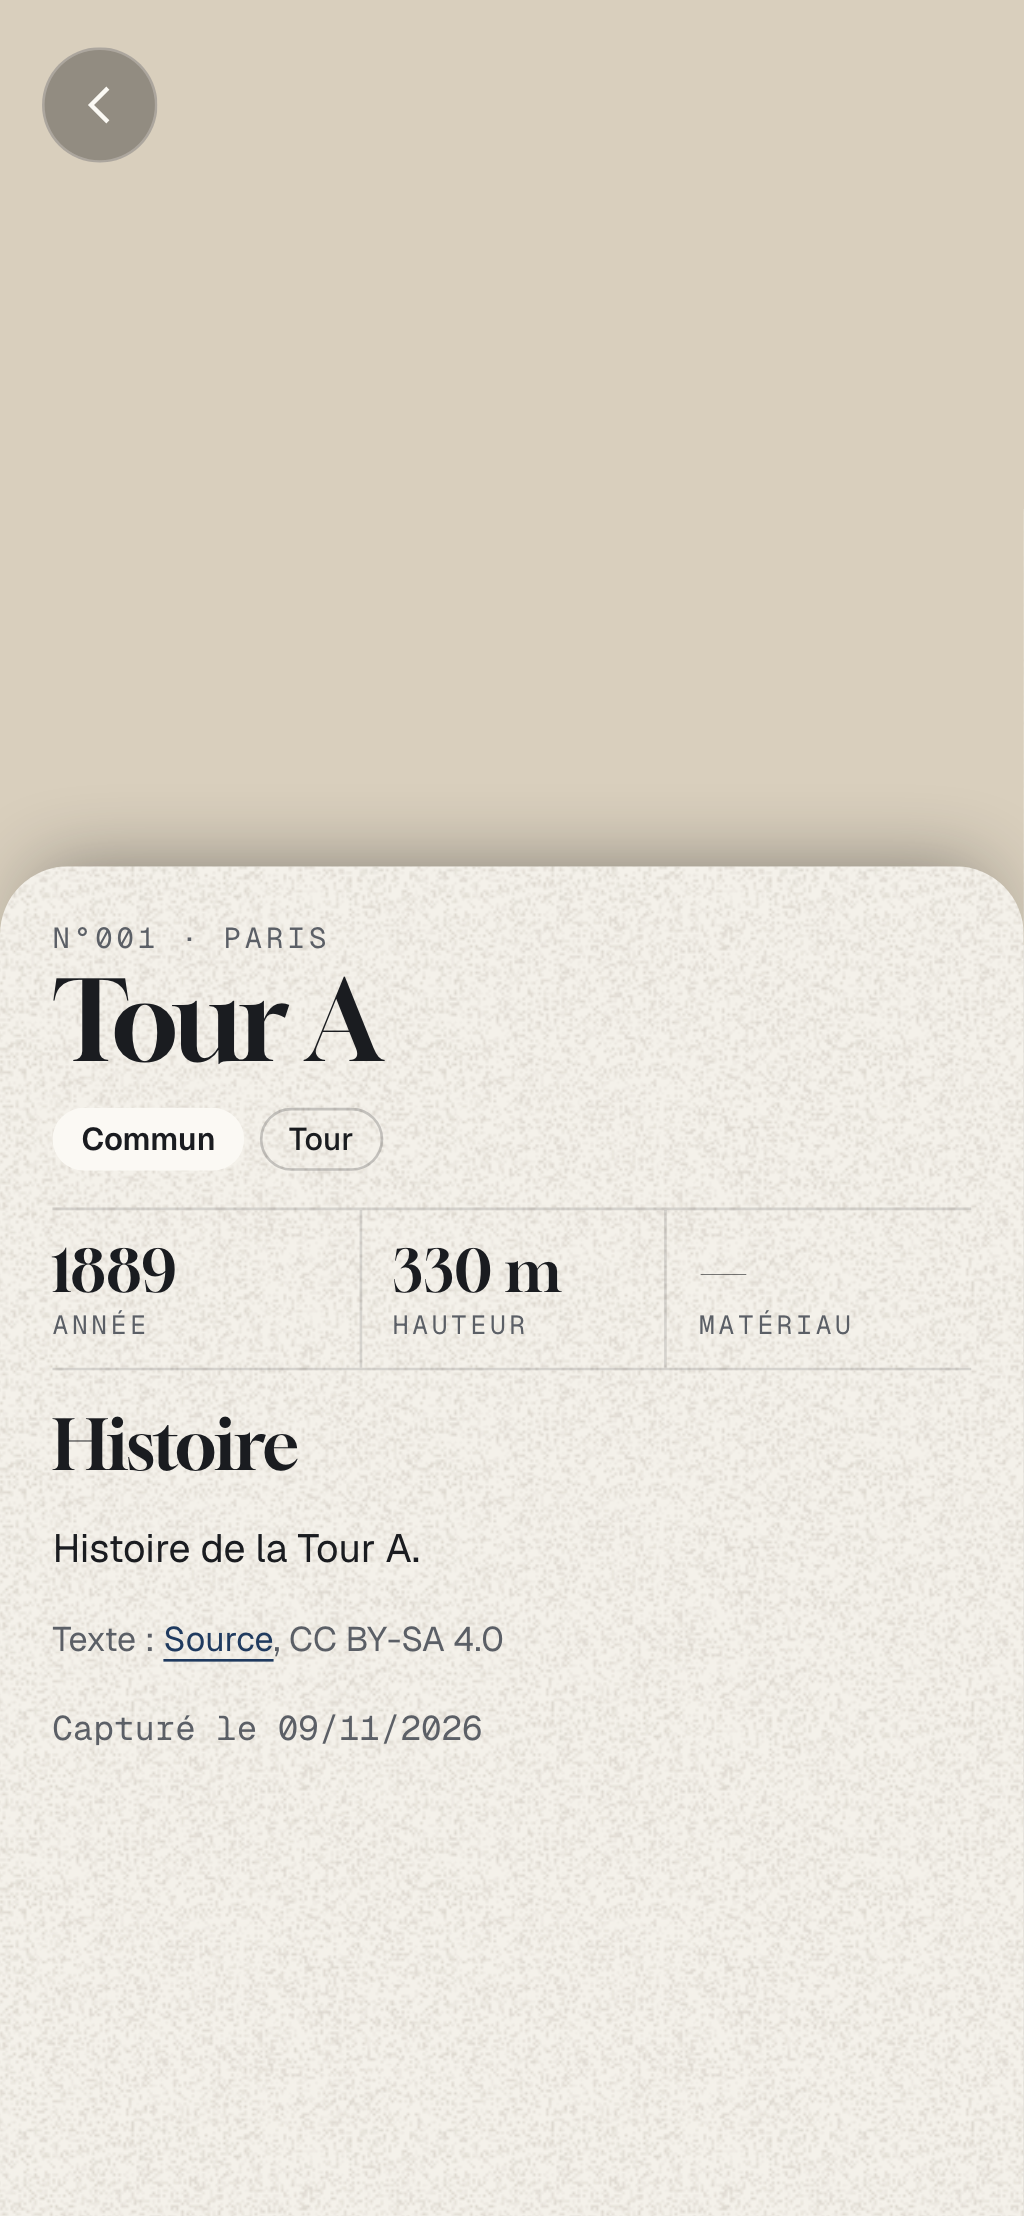 N°001 · PARIS
Tour A
Commun
Tour
1889
330 m
—
ANNÉE
HAUTEUR
MATÉRIAU
Histoire
Histoire de la Tour A.
Texte : Source, CC BY-SA 4.0
Capturé le 09/11/2026